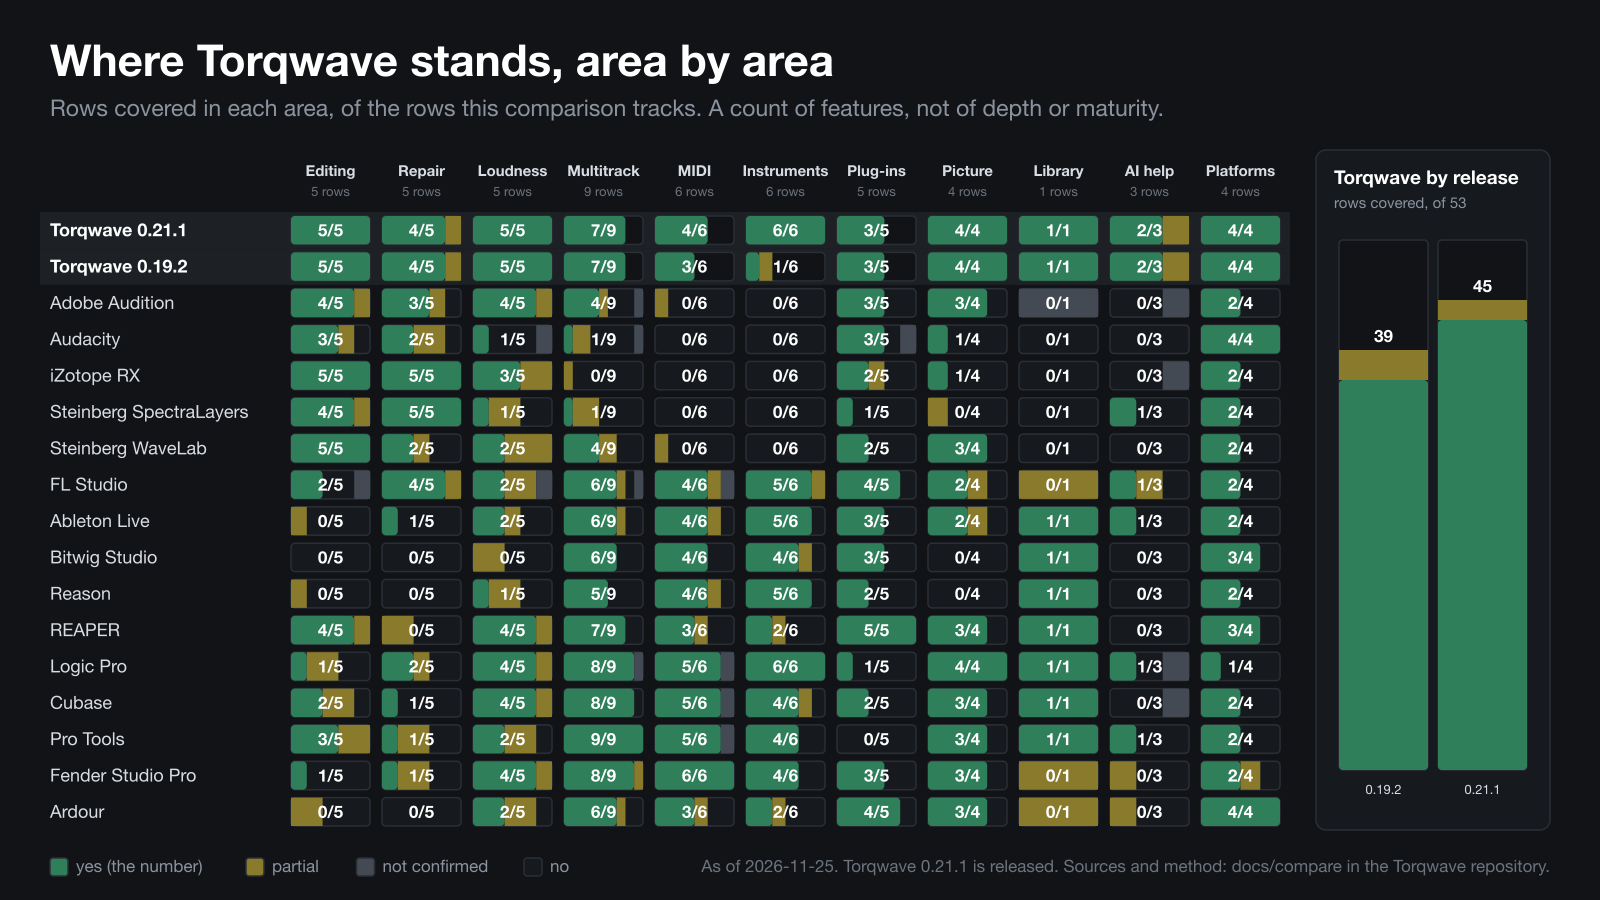 Where Torqwave stands, area by area
Rows covered in each area, of the rows this comparison tracks. A count of features, not of depth or maturity.
Editing Repair Loudness Multitrack MIDI Instruments Plug-ins Picture Library AI help Platforms
5 rows 5 rows 5 rows 9 rows 6 rows 6 rows 5 rows 4 rows 1 rows 3 rows 4 rows
Torqwave 0.21.1 5/5 4/5 5/5 7/9 4/6 6/6 3/5 4/4 1/1 2/3 4/4
Torqwave 0.19.2 5/5 4/5 5/5 7/9 3/6 1/6 3/5 4/4 1/1 2/3 4/4
Adobe Audition 4/5 3/5 4/5 4/9 0/6 0/6 3/5 3/4 0/1 0/3 2/4
Audacity 3/5 2/5 1/5 1/9 0/6 0/6 3/5 1/4 0/1 0/3 4/4
iZotope RX 5/5 5/5 3/5 0/9 0/6 0/6 2/5 1/4 0/1 0/3 2/4
Steinberg SpectraLayers 4/5 5/5 1/5 1/9 0/6 0/6 1/5 0/4 0/1 1/3 2/4
Steinberg WaveLab 5/5 2/5 2/5 4/9 0/6 0/6 2/5 3/4 0/1 0/3 2/4
FL Studio 2/5 4/5 2/5 6/9 4/6 5/6 4/5 2/4 0/1 1/3 2/4
Ableton Live 0/5 1/5 2/5 6/9 4/6 5/6 3/5 2/4 1/1 1/3 2/4
Bitwig Studio 0/5 0/5 0/5 6/9 4/6 4/6 3/5 0/4 1/1 0/3 3/4
Reason 0/5 0/5 1/5 5/9 4/6 5/6 2/5 0/4 1/1 0/3 2/4
REAPER 4/5 0/5 4/5 7/9 3/6 2/6 5/5 3/4 1/1 0/3 3/4
Logic Pro 1/5 2/5 4/5 8/9 5/6 6/6 1/5 4/4 1/1 1/3 1/4
Cubase 2/5 1/5 4/5 8/9 5/6 4/6 2/5 3/4 1/1 0/3 2/4
Pro Tools 3/5 1/5 2/5 9/9 5/6 4/6 0/5 3/4 1/1 1/3 2/4
Fender Studio Pro 1/5 1/5 4/5 8/9 6/6 4/6 3/5 3/4 0/1 0/3 2/4
Ardour 0/5 0/5 2/5 6/9 3/6 2/6 4/5 3/4 0/1 0/3 4/4
Torqwave by release
rows covered, of 53
39 45
0.19.2 0.21.1
yes (the number) partial not confirmed no
As of 2026-11-25. Torqwave 0.21.1 is released. Sources and method: docs/compare in the Torqwave repository.